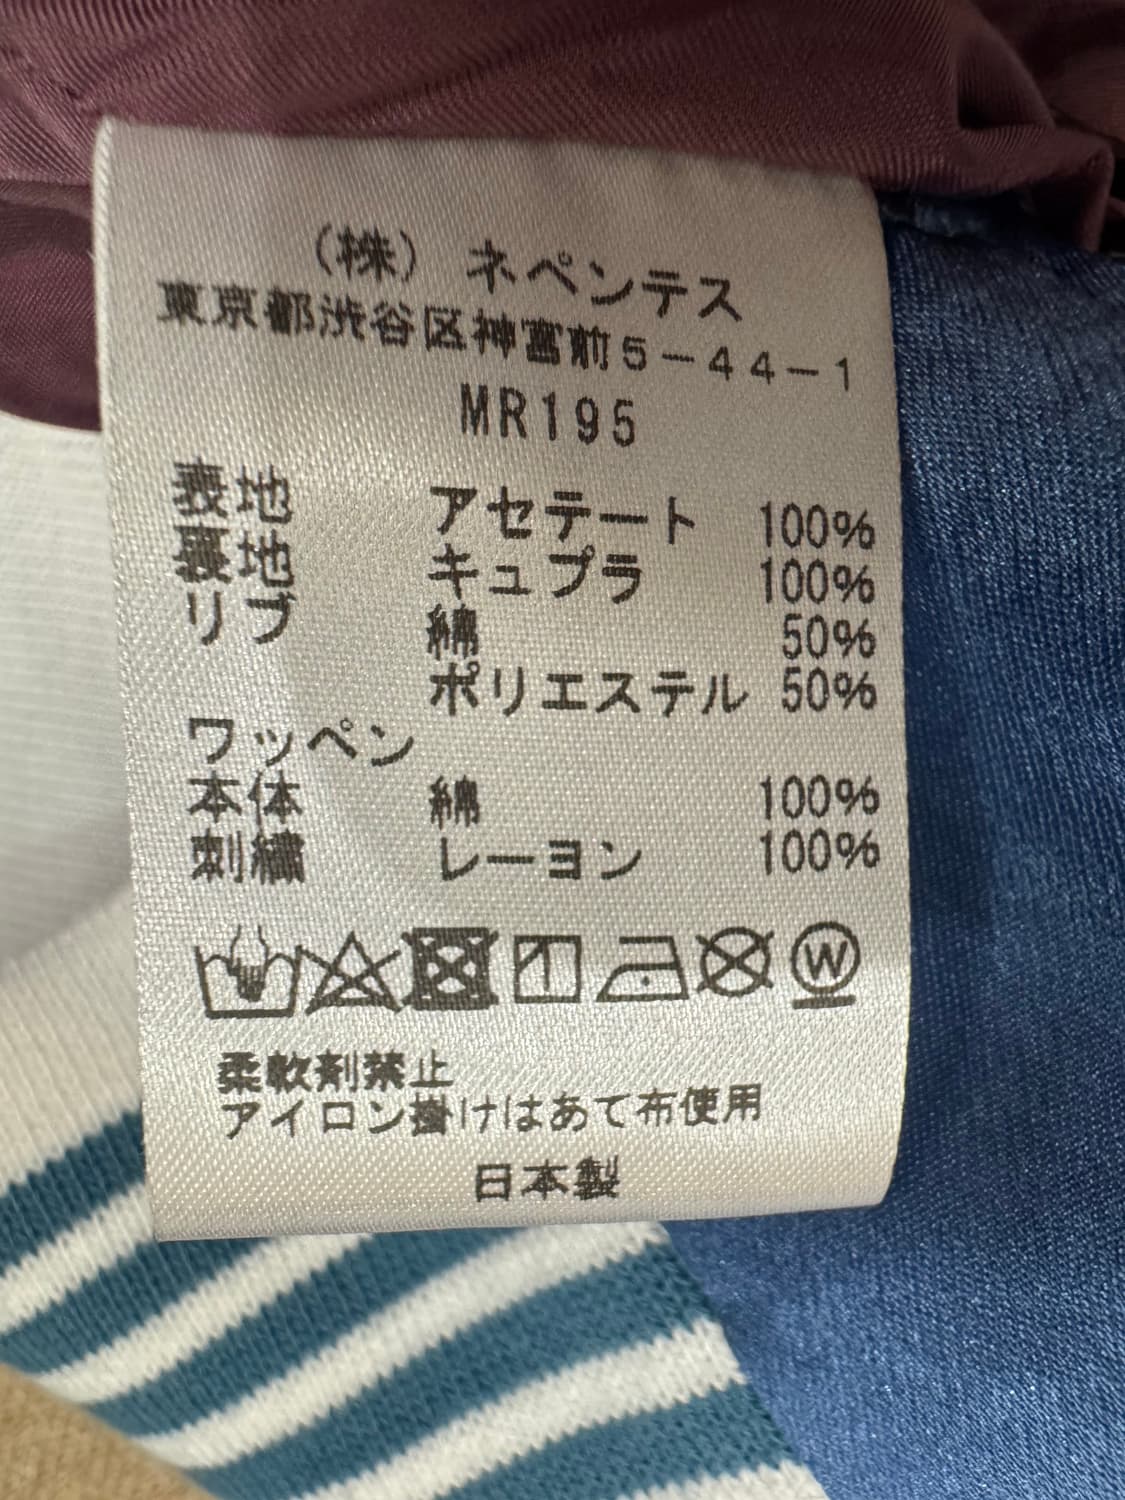 (株) ネペンテス
東京都渋谷区神宮前5-44-1
MR195
表地 アセテート 100%
裏地 キュプラ 100%
リブ 綿 50%
ポリエステル 50%
ワッペン
本体 綿 100%
刺繍 レーヨン 100%
W
柔軟剤禁止
アイロン掛けはあて布使用
日本製